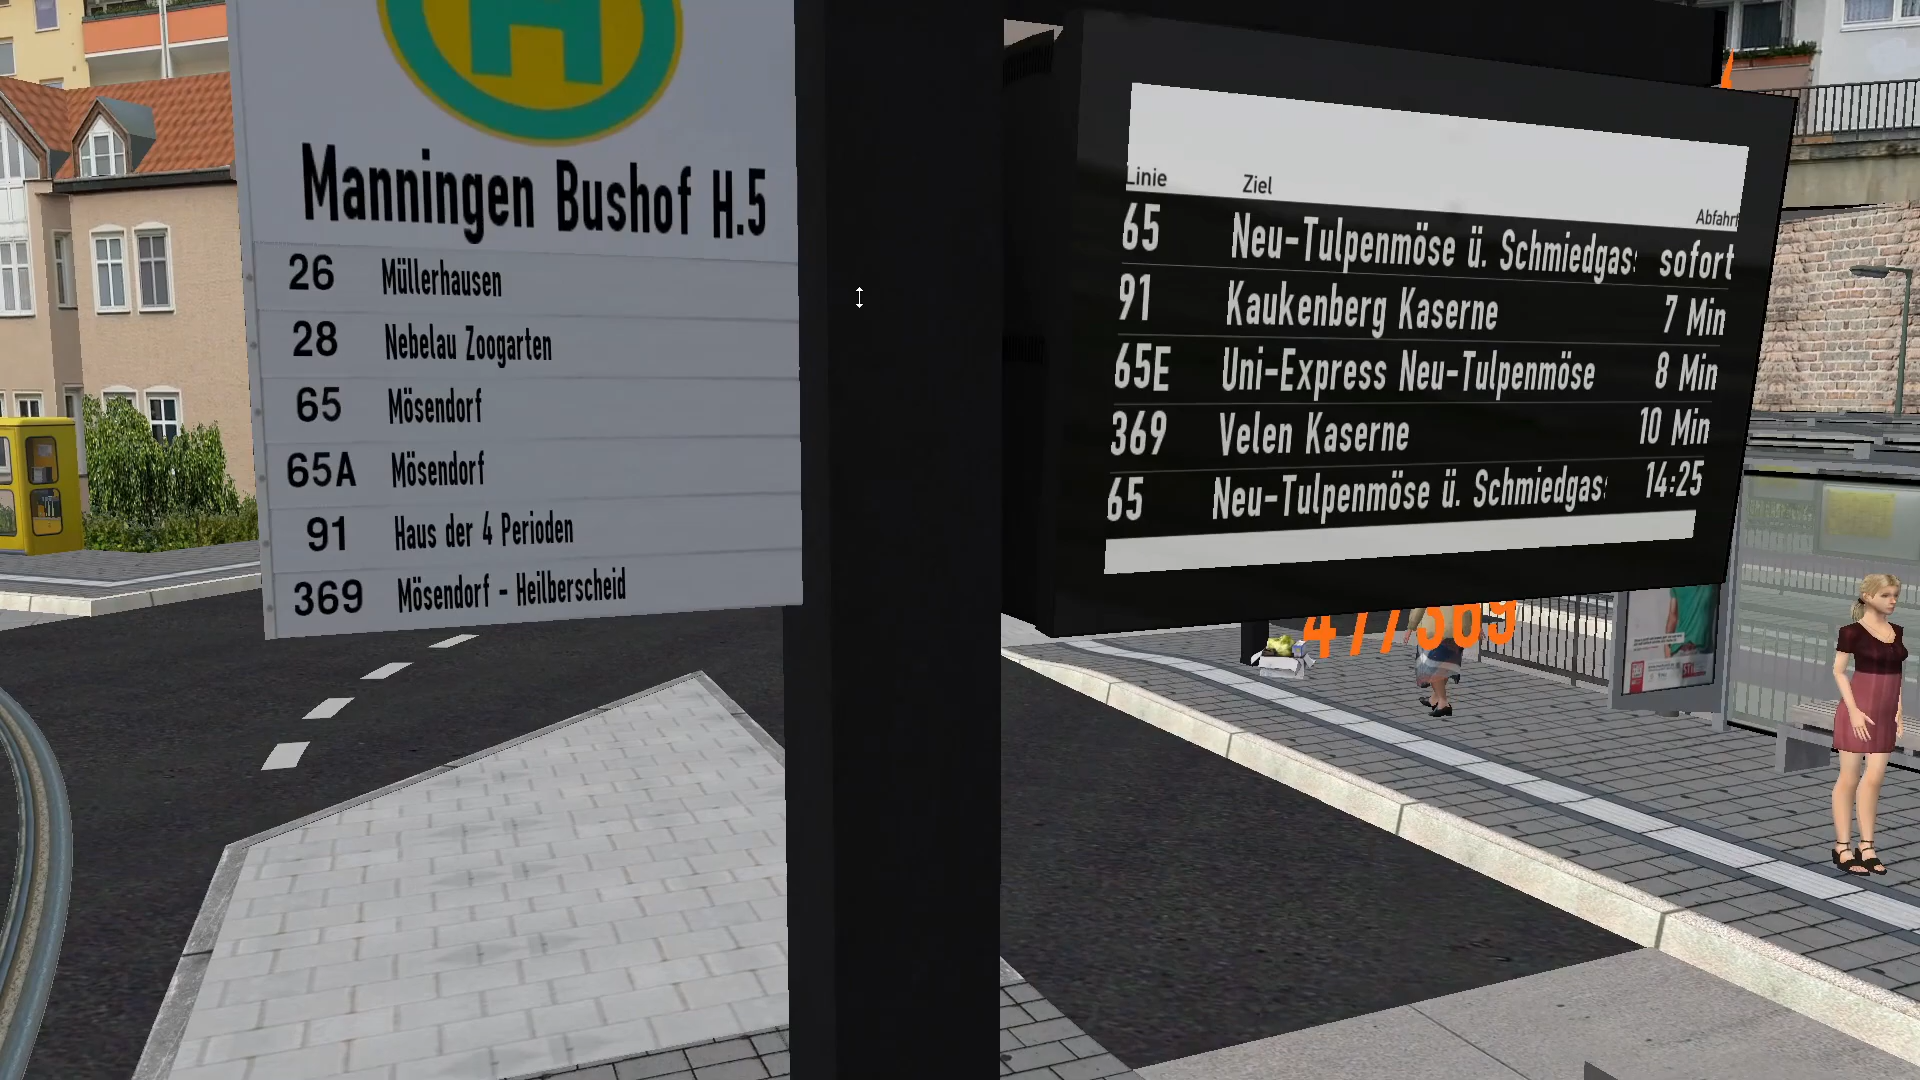 H
Manningen Bushof H.5
26 Müllerhausen
28 Nebelau Zoogarten
65 Mösendorf
65A Mösendorf
91 Haus der 4 Perioden
369 Mösendorf - Heilberscheid
Linie Ziel Abfahrt
65 Neu-Tulpenmöse ü. Schmiedgas: sofort
91 Kaukenberg Kaserne 7 Min
65E Uni-Express Neu-Tulpenmöse 8 Min
369 Velen Kaserne 10 Min
65 Neu-Tulpenmöse ü. Schmiedgas: 14:25
477/369